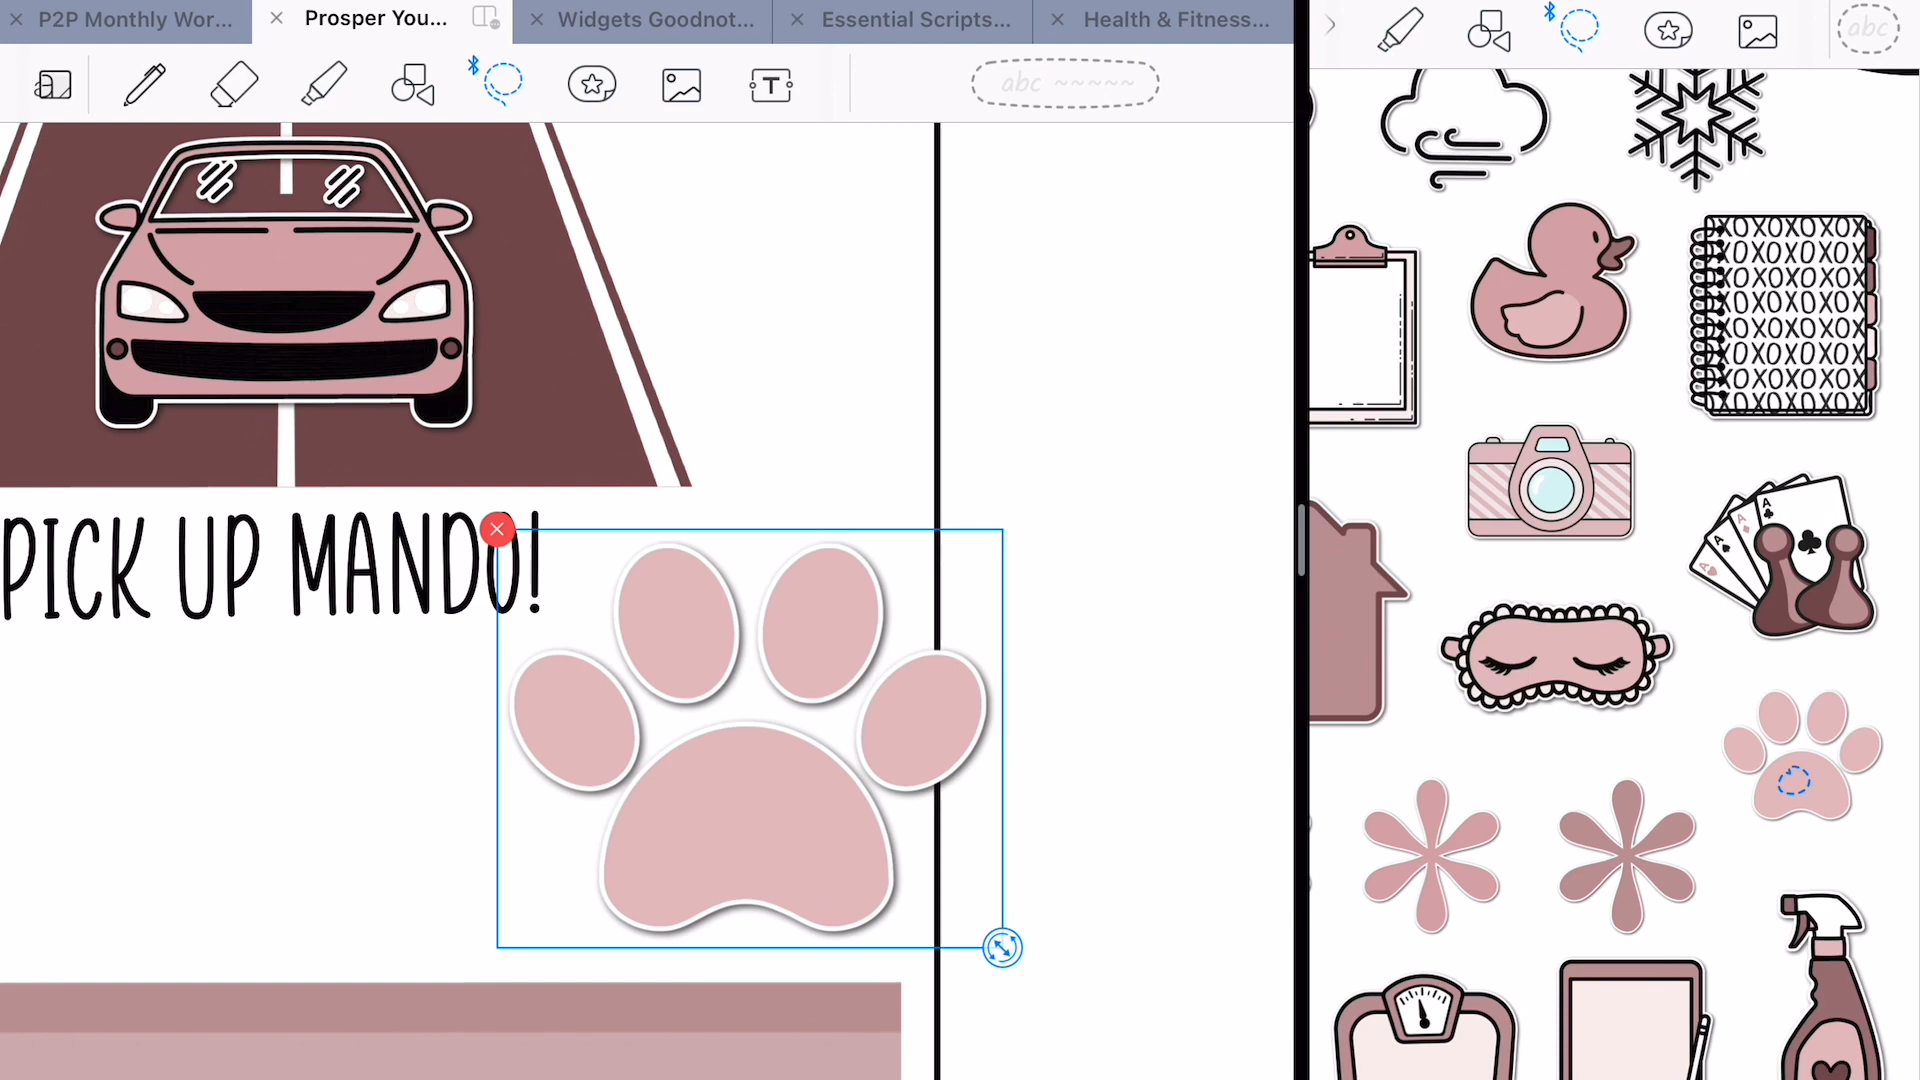 P2P Monthly Wor...
Prosper You...
Widgets Goodnot...
Essential Scripts...
Health & Fitness...
abc
abc
T
PICK UP MANDO!
XOXOXOXOX
XOXOXOXOX
XOXOXOXOX
XOXOXOXOX
XOXOXOXOX
XOXOXOXOX
XOXOXOXOX
XOXOXOXOX
A
A
A
A